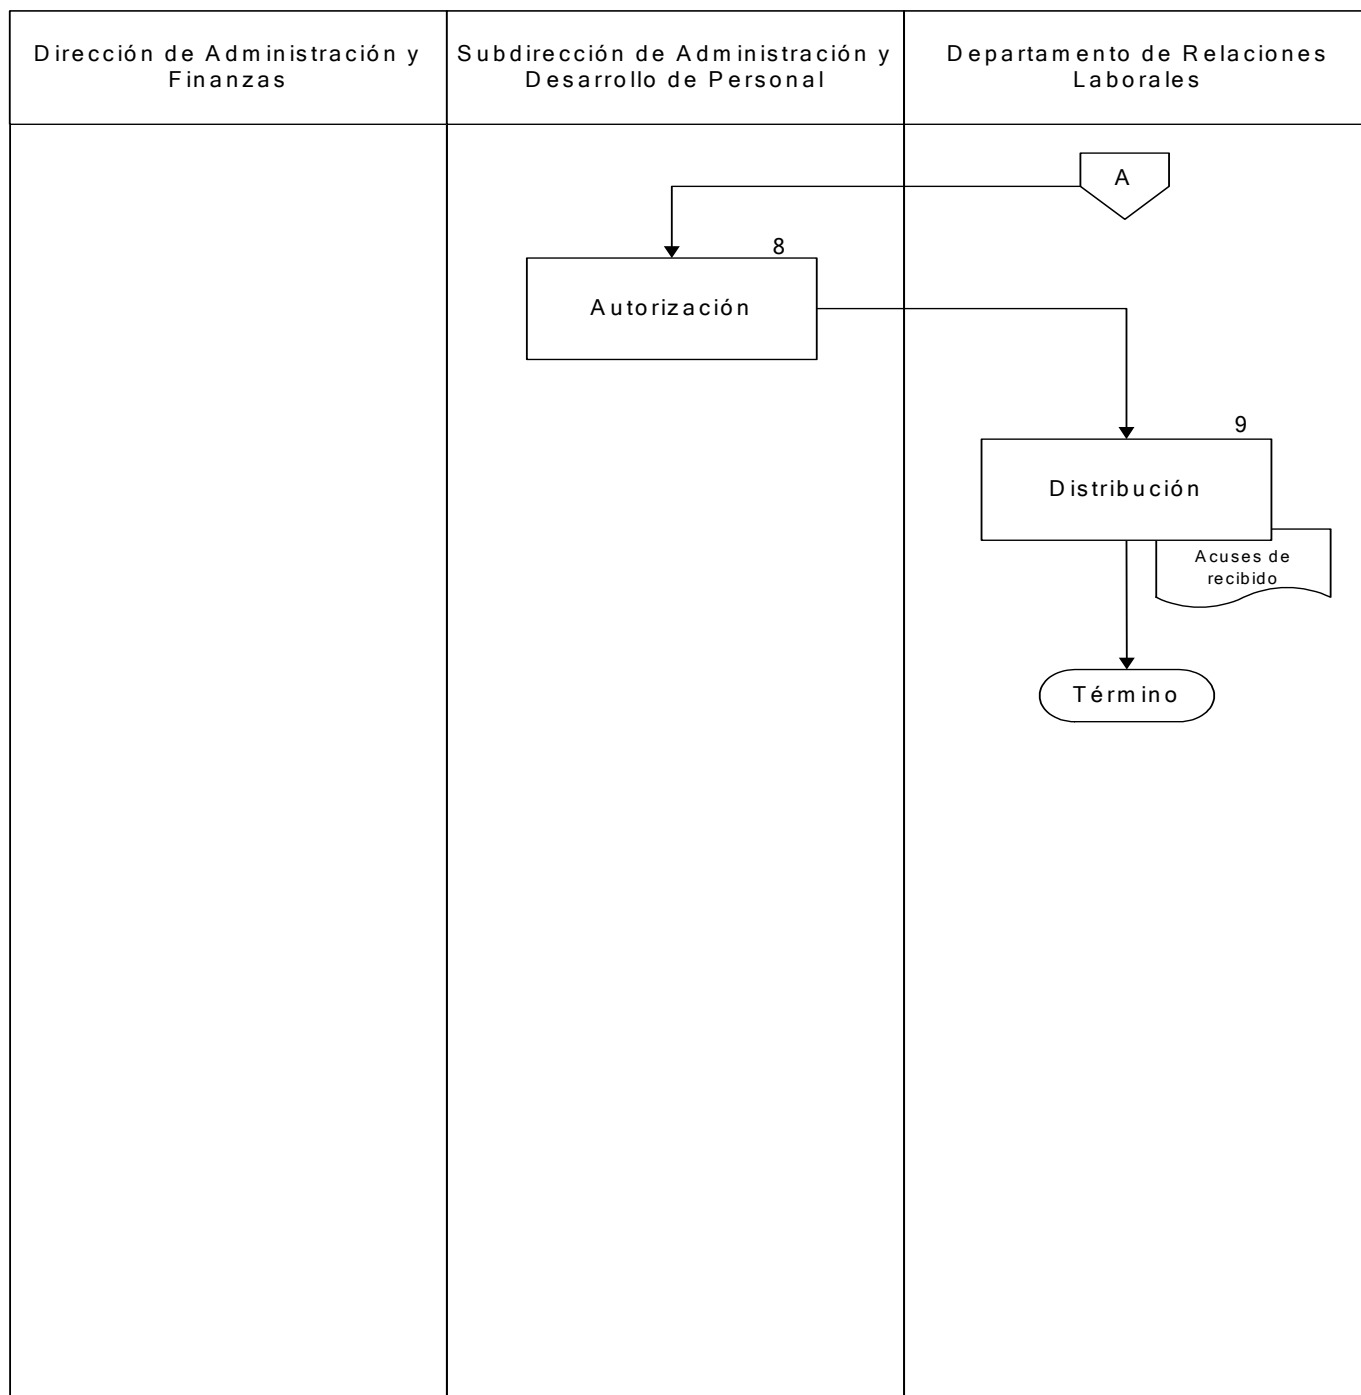 Dirección de Administración y
Finanzas
Subdirección de Administración y
Desarrollo de Personal
Departamento de Relaciones
Laborales
A
8
Autorización
9
Distribución
Acuses de
recibido
Término